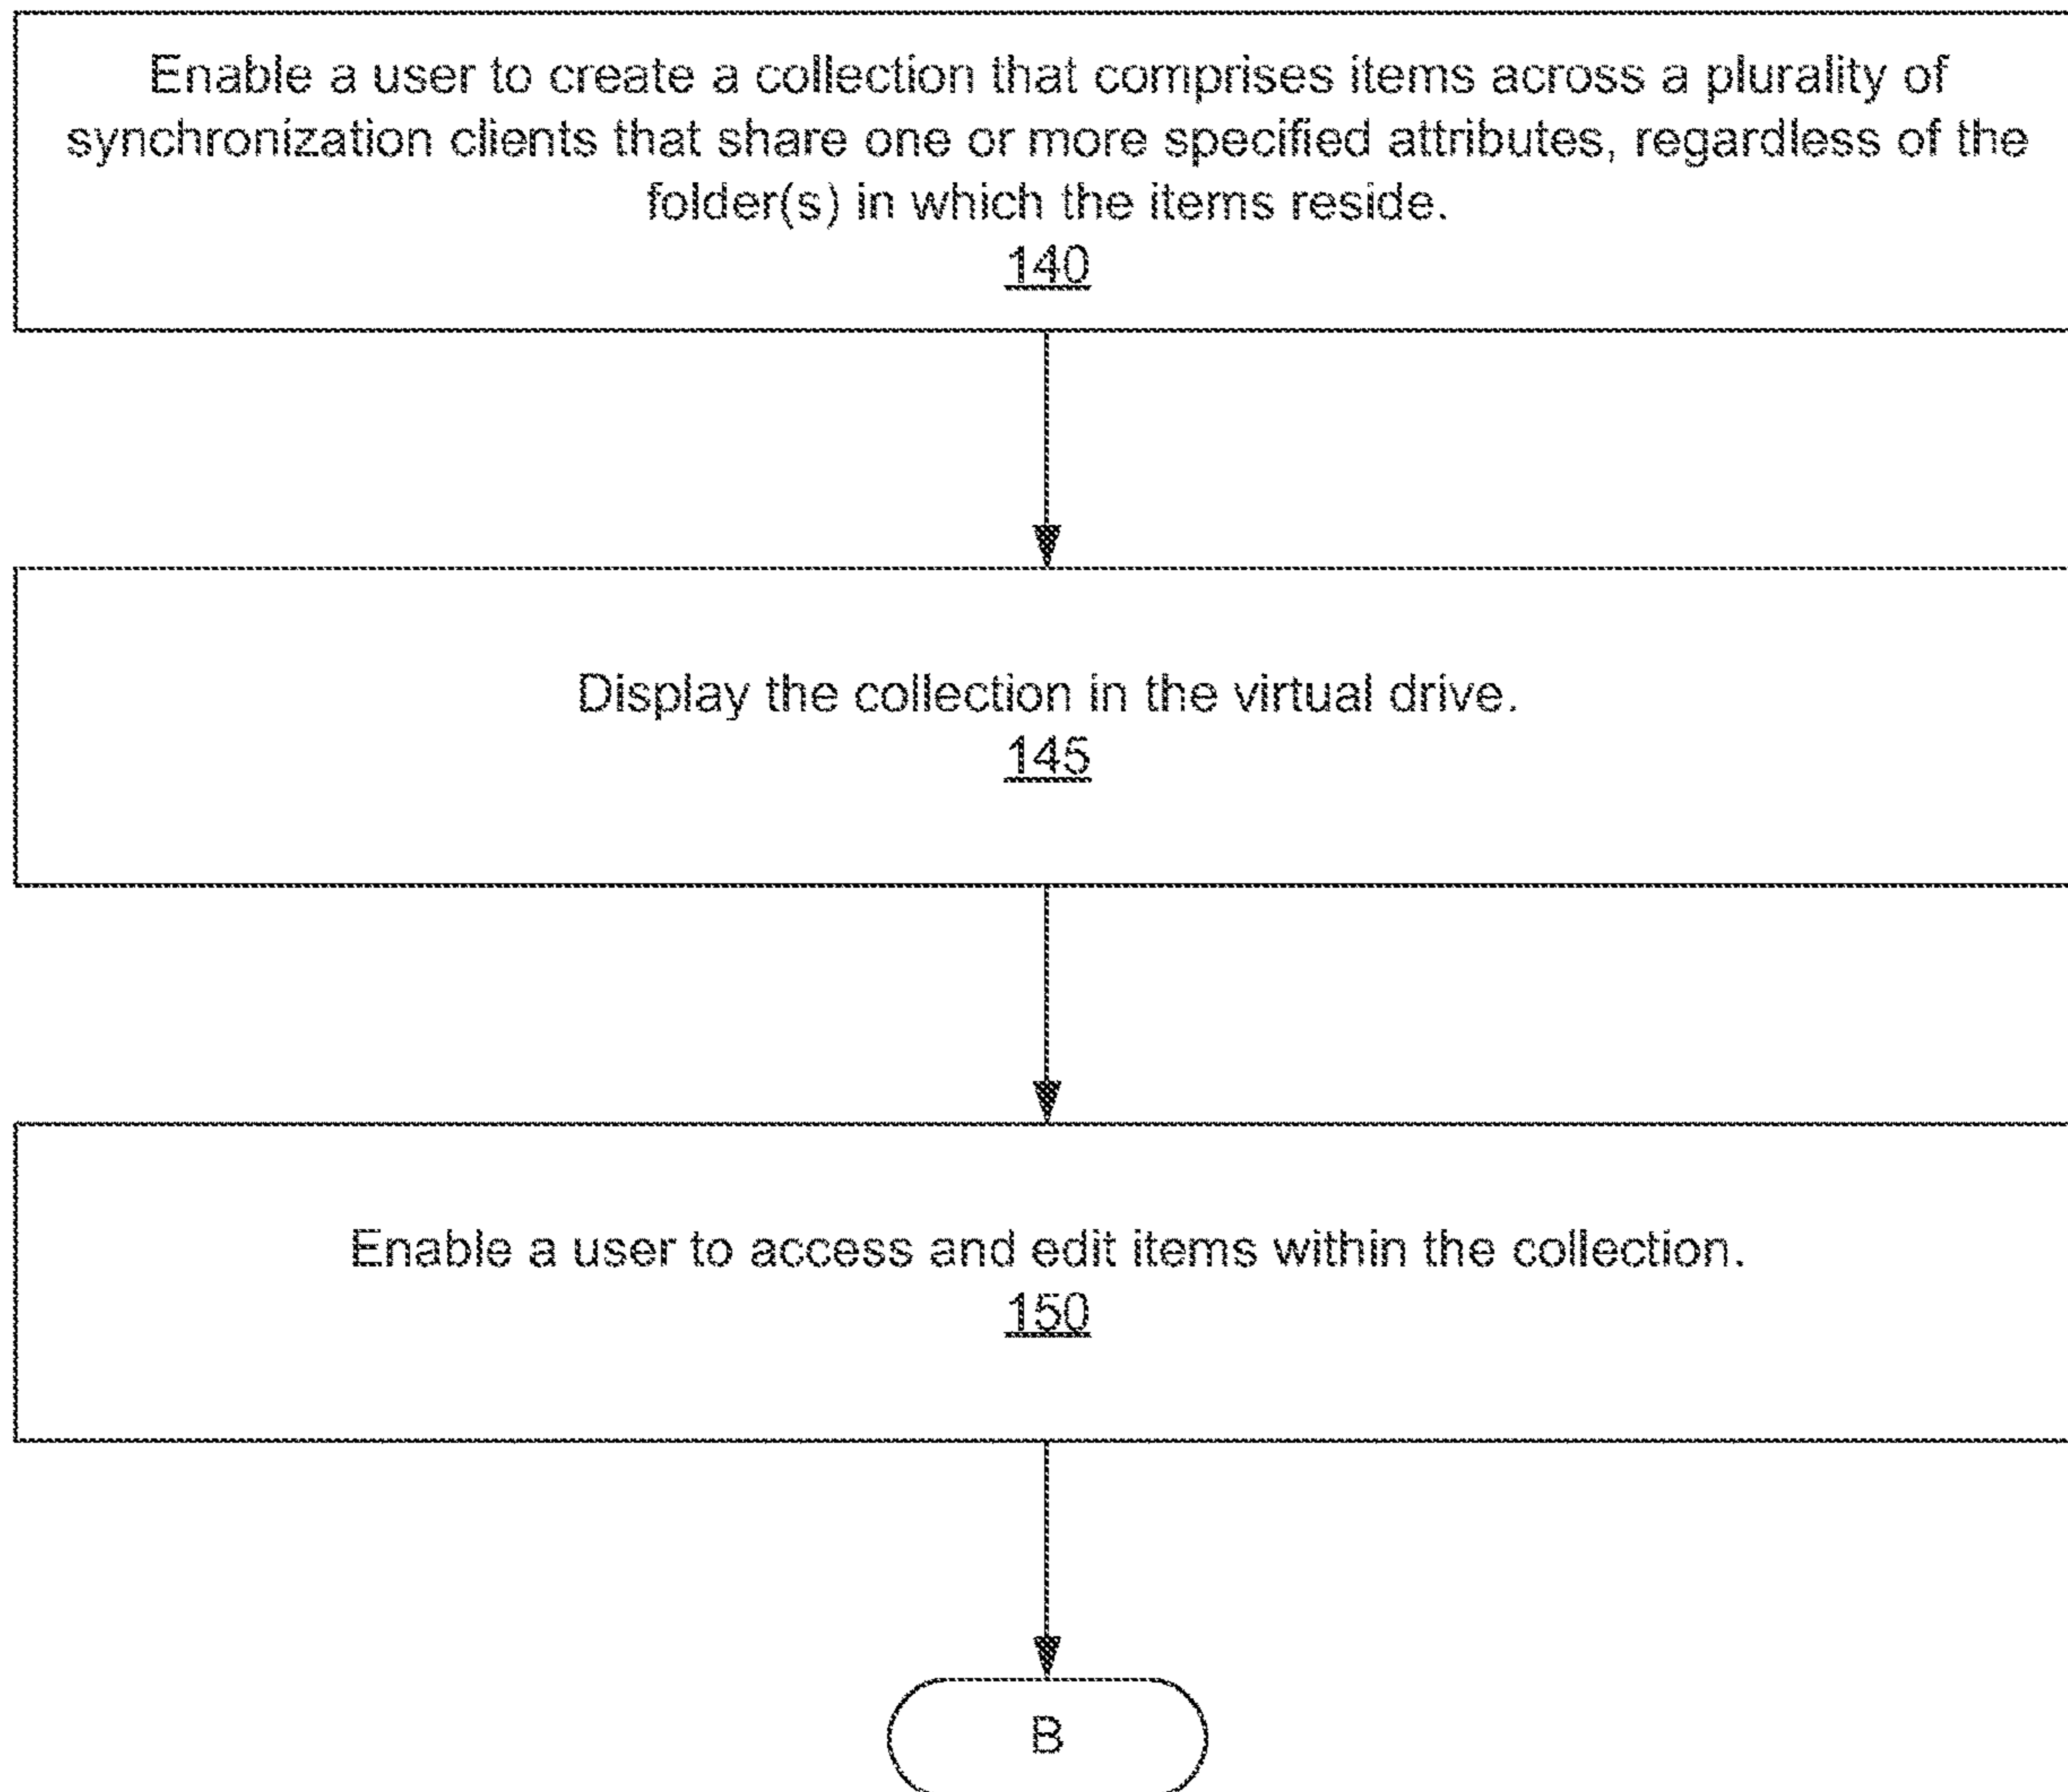 Enable a user to create a collection that comprises items across a plurality of
synchronization clients that share one or more specified attributes, regardless of the
folder(s) in which the items reside.
140
Display the collection in the virtual drive.
145
Enable a user to access and edit items within the collection.
150
B